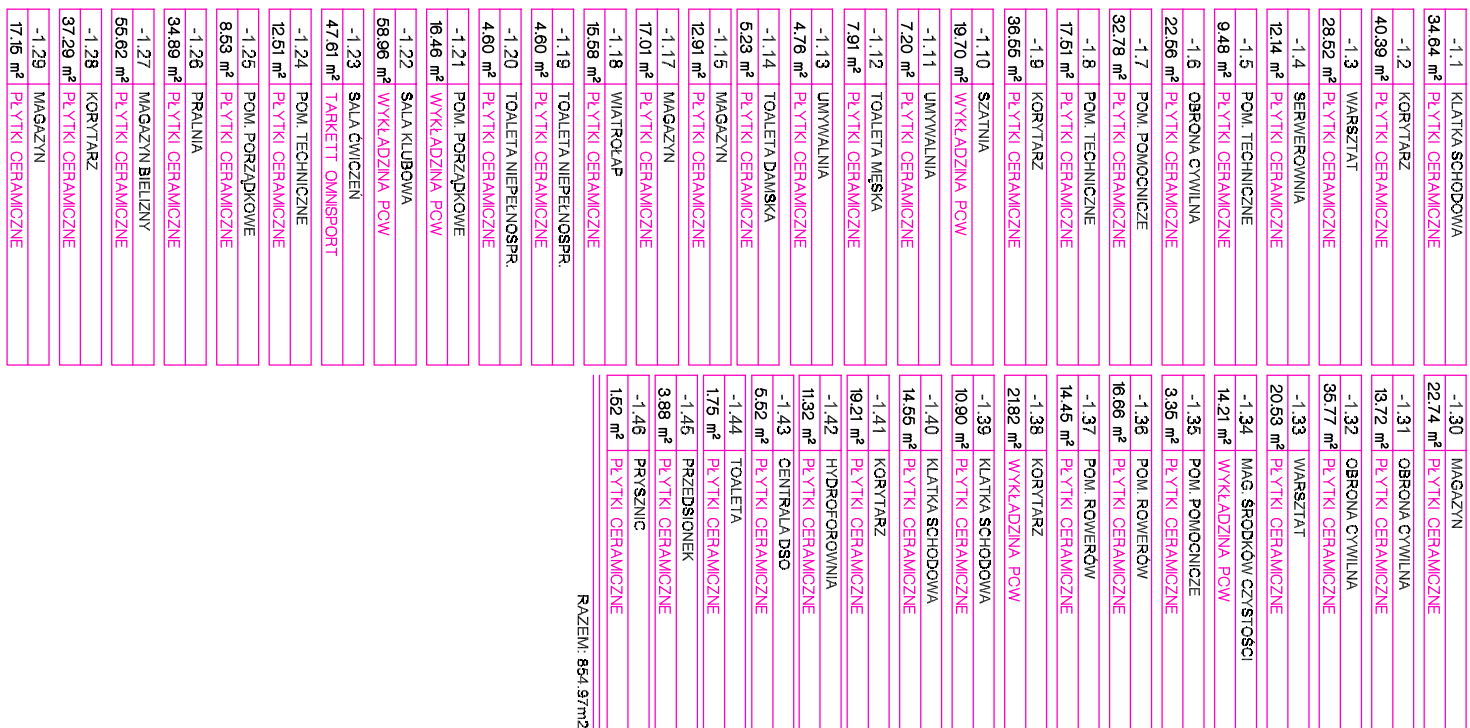 -1.1 KLATKA SCHODOWA
34.64 m² PŁYTKI CERAMICZNE
-1.2 KORYTARZ
40.39 m² PŁYTKI CERAMICZNE
-1.3 WARSZTAT
28.52 m² PŁYTKI CERAMICZNE
-1.4 SERWEROWNIA
12.14 m² PŁYTKI CERAMICZNE
-1.5 POM. TECHNICZNE
9.48 m² PŁYTKI CERAMICZNE
-1.6 OBRONA CYWILNA
22.56 m² PŁYTKI CERAMICZNE
-1.7 POM. POMOCNICZE
32.78 m² PŁYTKI CERAMICZNE
-1.8 POM. TECHNICZNE
17.51 m² PŁYTKI CERAMICZNE
-1.9 KORYTARZ
36.55 m² PŁYTKI CERAMICZNE
-1.10 SZATNIA
19.70 m² WYKŁADZINA PCW
-1.11 UMYWALNIA
7.20 m² PŁYTKI CERAMICZNE
-1.12 TOALETA MĘSKA
7.91 m² PŁYTKI CERAMICZNE
-1.13 UMYWALNIA
4.76 m² PŁYTKI CERAMICZNE
-1.14 TOALETA DAMSKA
5.23 m² PŁYTKI CERAMICZNE
-1.15 MAGAZYN
12.91 m² PŁYTKI CERAMICZNE
-1.17 MAGAZYN
17.01 m² PŁYTKI CERAMICZNE
-1.18 WIATROŁAP
15.58 m² PŁYTKI CERAMICZNE
-1.19 TOALETA NIEPEŁNOSPR.
4.60 m² PŁYTKI CERAMICZNE
-1.20 TOALETA NIEPEŁNOSPR.
4.60 m² PŁYTKI CERAMICZNE
-1.21 POM. PORZĄDKOWE
16.46 m² WYKŁADZINA PCW
-1.22 SALA KLUBOWA
58.96 m² WYKŁADZINA PCW
-1.23 SALA ĆWICZEŃ
47.61 m² TARKETT OMNISPORT
-1.24 POM. TECHNICZNE
12.51 m² PŁYTKI CERAMICZNE
-1.25 POM. PORZĄDKOWE
8.53 m² PŁYTKI CERAMICZNE
-1.26 PRALNIA
34.89 m² PŁYTKI CERAMICZNE
-1.27 MAGAZYN BIELIZNY
55.62 m² PŁYTKI CERAMICZNE
-1.28 KORYTARZ
37.29 m² PŁYTKI CERAMICZNE
-1.29 MAGAZYN
17.15 m² PŁYTKI CERAMICZNE
-1.30 MAGAZYN
22.74 m² PŁYTKI CERAMICZNE
-1.31 OBRONA CYWILNA
13.72 m² PŁYTKI CERAMICZNE
-1.32 OBRONA CYWILNA
35.77 m² PŁYTKI CERAMICZNE
-1.33 WARSZTAT
20.53 m² PŁYTKI CERAMICZNE
-1.34 MAG. ŚRODKÓW CZYSTOŚCI
14.21 m² WYKŁADZINA PCW
-1.35 POM. POMOCNICZE
3.35 m² PŁYTKI CERAMICZNE
-1.36 POM. ROWERÓW
16.66 m² PŁYTKI CERAMICZNE
-1.37 POM. ROWERÓW
14.45 m² PŁYTKI CERAMICZNE
-1.38 KORYTARZ
21.82 m² WYKŁADZINA PCW
-1.39 KLATKA SCHODOWA
10.90 m² PŁYTKI CERAMICZNE
-1.40 KLATKA SCHODOWA
14.55 m² PŁYTKI CERAMICZNE
-1.41 KORYTARZ
19.21 m² PŁYTKI CERAMICZNE
-1.42 HYDROFOROWNIA
11.32 m² PŁYTKI CERAMICZNE
-1.43 CENTRALA DSO
5.52 m² PŁYTKI CERAMICZNE
-1.44 TOALETA
1.75 m² PŁYTKI CERAMICZNE
-1.45 PRZEDSIONEK
3.88 m² PŁYTKI CERAMICZNE
-1.46 PRYSZNIC
1.52 m² PŁYTKI CERAMICZNE
RAZEM: 854.97m2